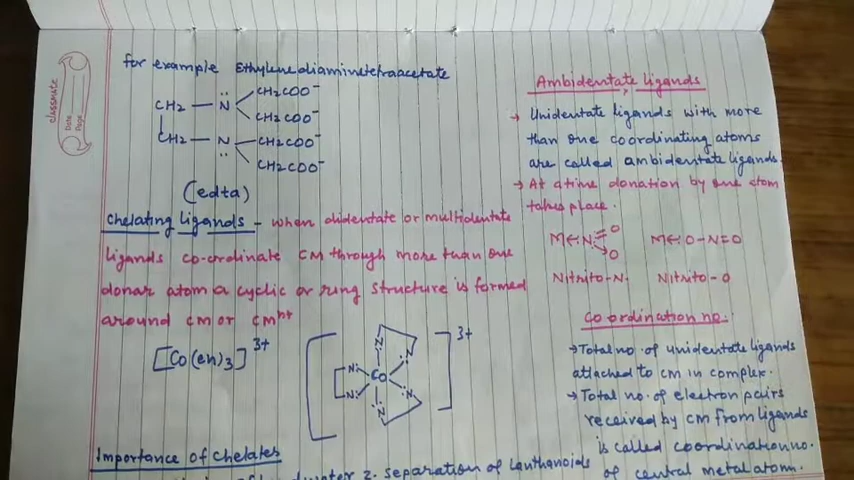 classmate
Date
Page
for example Ethylenediaminetetraacetate
CH2 — N̈ CH2COO⁻
CH2COO⁻
CH2 — N̤ CH2COO⁻
CH2COO⁻
(edta)
Chelating ligands - when didentate or multidentate
ligands co-ordinate CM through more than one
donar atom a cyclic or ring structure is formed
around CM or CMⁿ⁺
[Co(en)3]³⁺
N N N Co N N N 3+
Importance of chelates
2. separation of lanthanoids
Ambidentate ligands
→ Unidentate ligands with more
than one coordinating atoms
are called ambidentate ligands.
→ At a time donation by one atom
takes place.
M←:N=O →O M←:O-N=O
Nitrito-N. Nitrito-O
Coordination no.
→Total no. of unidentate ligands
attached to CM in complex.
→ Total no. of electron pairs
received by CM from ligands
is called coordination no.
of central metal atom.